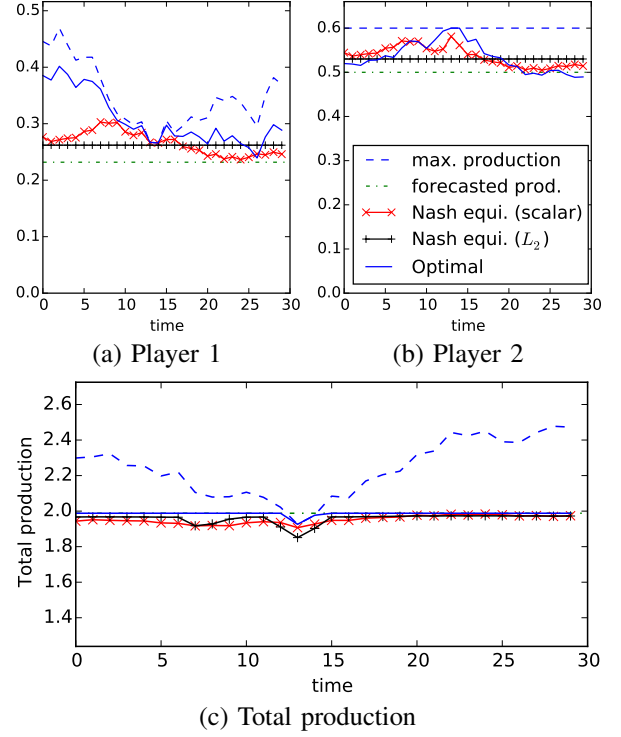 0.5
0.4
0.3
0.2
0.1
0.0
0 5 10 15 20 25 30
time
(a) Player 1
0.6
0.5
0.4
0.3
0.2
0.1
0.0
max. production
forecasted prod.
Nash equi. (scalar)
Nash equi. (L₂)
Optimal
0 5 10 15 20 25 30
time
(b) Player 2
Total production
2.6
2.4
2.2
2.0
1.8
1.6
1.4
0 5 10 15 20 25 30
time
(c) Total production